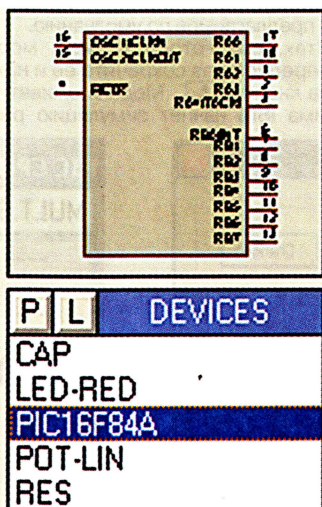 16 OSC1/CLKIN RA0 17
15 OSC2/CLKOUT RA1 18
RA2 1
MCLR RA3 2
RA4/T0CKI 3
RB0/INT 6
RB1 7
RB2 8
RB3 9
RB4 10
RB5 11
RB6 12
RB7 13
P L DEVICES
CAP
LED-RED
PIC16F84A
POT-LIN
RES